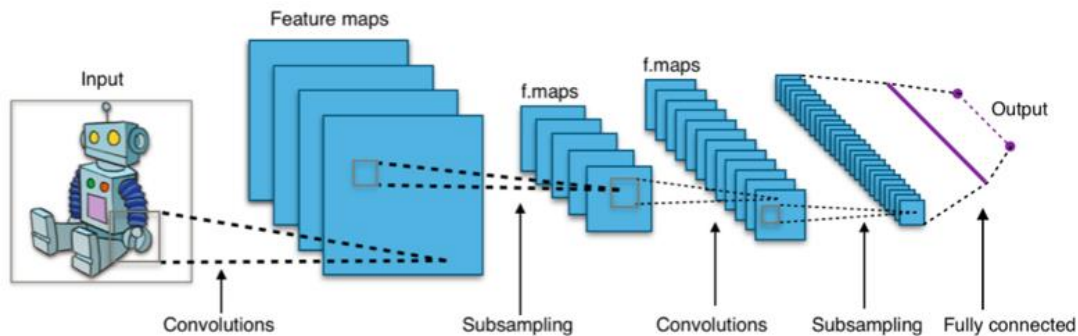 Feature maps
Input
f.maps
f.maps
Output
Convolutions
Subsampling
Convolutions
Subsampling
Fully connected